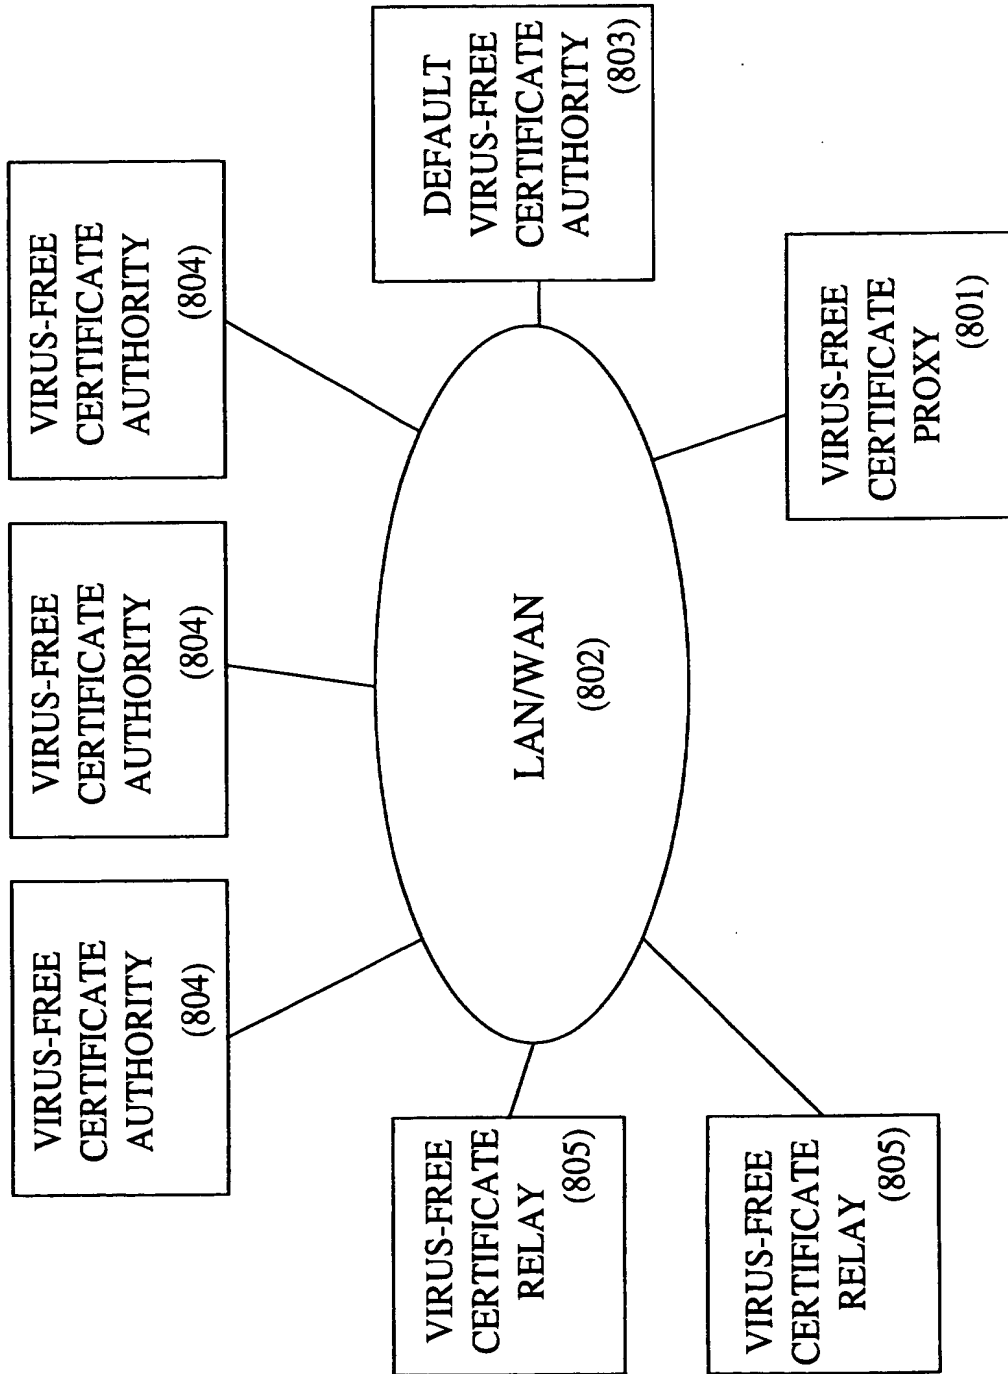 VIRUS-FREE
CERTIFICATE
AUTHORITY
(804)
VIRUS-FREE
CERTIFICATE
AUTHORITY
(804)
VIRUS-FREE
CERTIFICATE
AUTHORITY
(804)
VIRUS-FREE
CERTIFICATE
RELAY
(805)
LAN/WAN
(802)
DEFAULT
VIRUS-FREE
CERTIFICATE
AUTHORITY
(803)
VIRUS-FREE
CERTIFICATE
RELAY
(805)
VIRUS-FREE
CERTIFICATE
PROXY
(801)